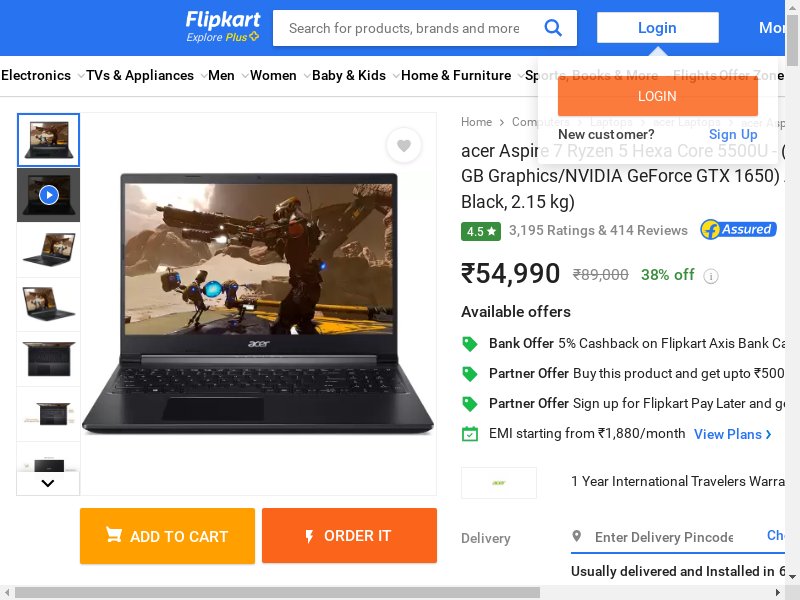 Flipkart
Explore Plus
Search for products, brands and more
Login
Mor
Electronics
TVs & Appliances
Men
Women
Baby & Kids
Home & Furniture
Sports, Books & More
Flights
Offer Zone
LOGIN
New customer?
Sign Up
Home
Computers
Laptops
acer Laptops
acer Asp
acer Aspire 7 Ryzen 5 Hexa Core 5500U - (
GB Graphics/NVIDIA GeForce GTX 1650)
Black, 2.15 kg)
4.5
3,195 Ratings & 414 Reviews
Assured
₹54,990
₹89,000
38% off
Available offers
Bank Offer 5% Cashback on Flipkart Axis Bank Ca
Partner Offer Buy this product and get upto ₹500
Partner Offer Sign up for Flipkart Pay Later and ge
EMI starting from ₹1,880/month
View Plans
acer
acer
1 Year International Travelers Warra
ADD TO CART
ORDER IT
Delivery
Enter Delivery Pincode
Che
Usually delivered and Installed in 6